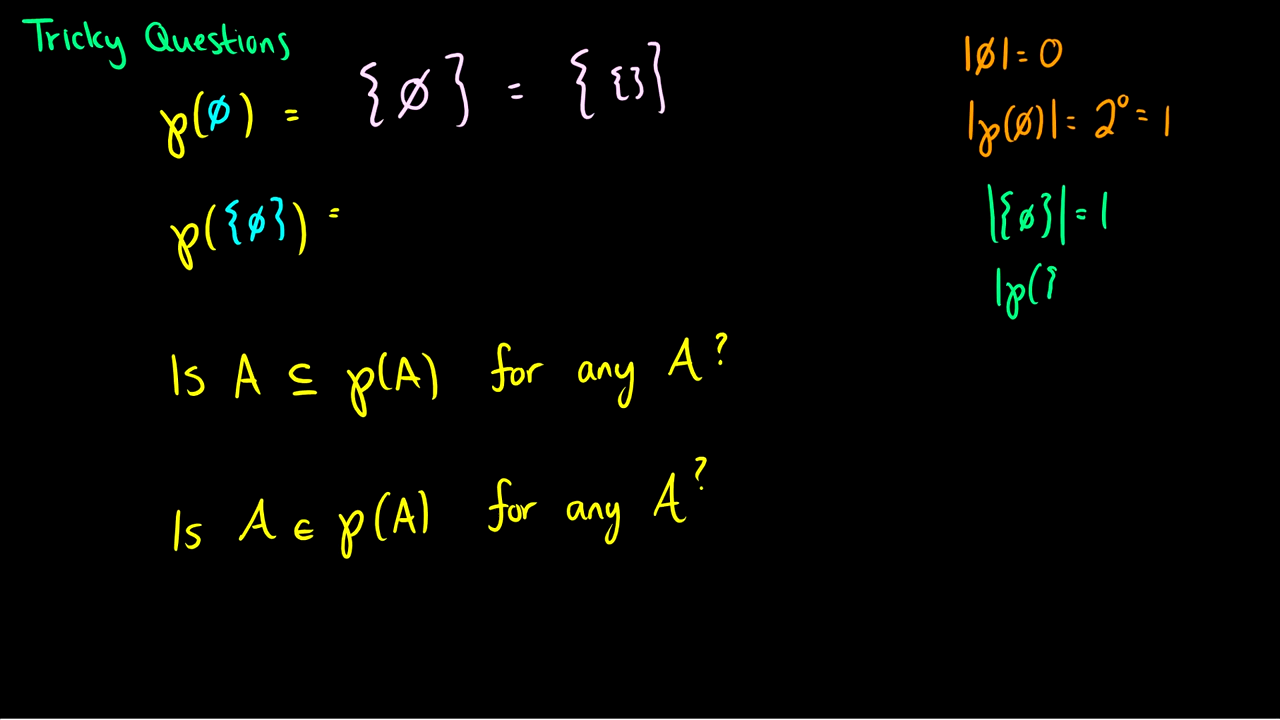 Tricky Questions
℘(∅) = {∅} = {{}}
℘({∅}) =
Is A ⊆ ℘(A) for any A?
Is A ∈ ℘(A) for any A?
|∅| = 0
|℘(∅)| = 2⁰ = 1
|{∅}| = 1
|℘({